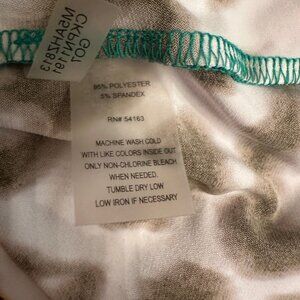 95% POLYESTER
5% SPANDEX
RN# 54163
MACHINE WASH COLD
WITH LIKE COLORS INSIDE OUT
ONLY NON-CHLORINE BLEACH
WHEN NEEDED.
TUMBLE DRY LOW
LOW IRON IF NECESSARY